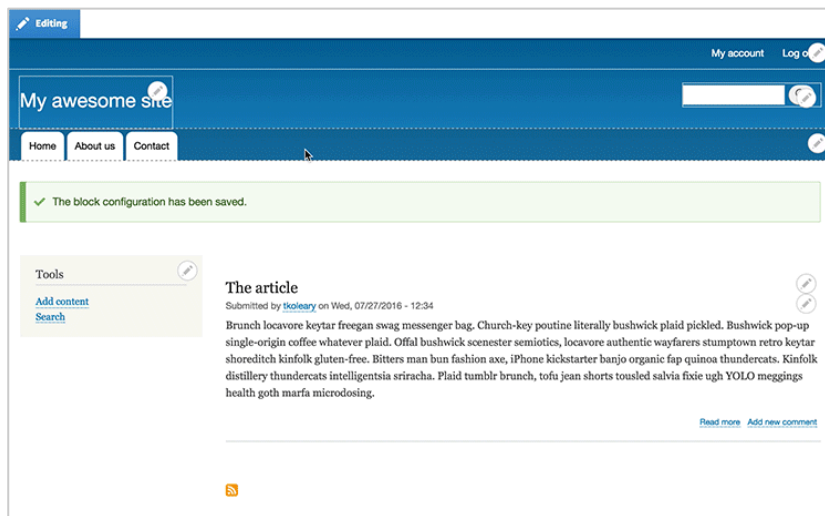 Editing
My account Log o
My awesome site
Home About us Contact
The block configuration has been saved.
Tools
Add content
Search
The article
Submitted by tkoleary on Wed, 07/27/2016 - 12:34
Brunch locavore keytar freegan swag messenger bag. Church-key poutine literally bushwick plaid pickled. Bushwick pop-up
single-origin coffee whatever plaid. Offal bushwick scenester semiotics, locavore authentic wayfarers stumptown retro keytar
shoreditch kinfolk gluten-free. Bitters man bun fashion axe, iPhone kickstarter banjo organic fap quinoa thundercats. Kinfolk
distillery thundercats intelligentsia sriracha. Plaid tumblr brunch, tofu jean shorts tousled salvia fixie ugh YOLO meggings
health goth marfa microdosing.
Read more Add new comment